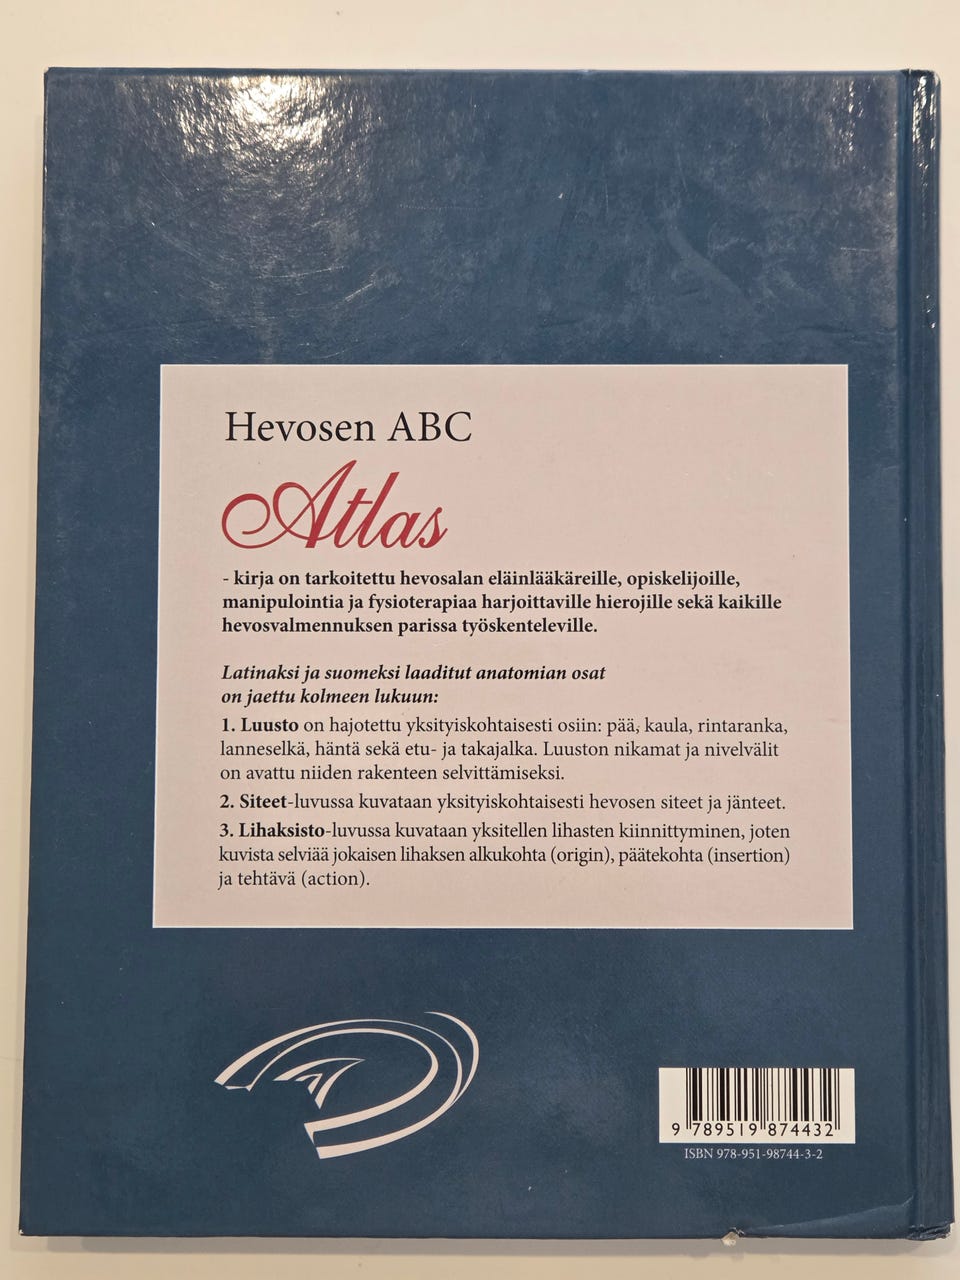 Hevosen ABC
Atlas
- kirja on tarkoitettu hevosalan eläinlääkäreille, opiskelijoille,
manipulointia ja fysioterapiaa harjoittaville hierojille sekä kaikille
hevosvalmennuksen parissa työskenteleville.
Latinaksi ja suomeksi laaditut anatomian osat
on jaettu kolmeen lukuun:
1. Luusto on hajotettu yksityiskohtaisesti osiin: pää, kaula, rintaranka,
lanneselkä, häntä sekä etu- ja takajalka. Luuston nikamat ja nivelvälit
on avattu niiden rakenteen selvittämiseksi.
2. Siteet-luvussa kuvataan yksityiskohtaisesti hevosen siteet ja jänteet.
3. Lihaksisto-luvussa kuvataan yksitellen lihasten kiinnittyminen, joten
kuvista selviää jokaisen lihaksen alkukohta (origin), päätekohta (insertion)
ja tehtävä (action).
9 789519 874432
ISBN 978-951-98744-3-2